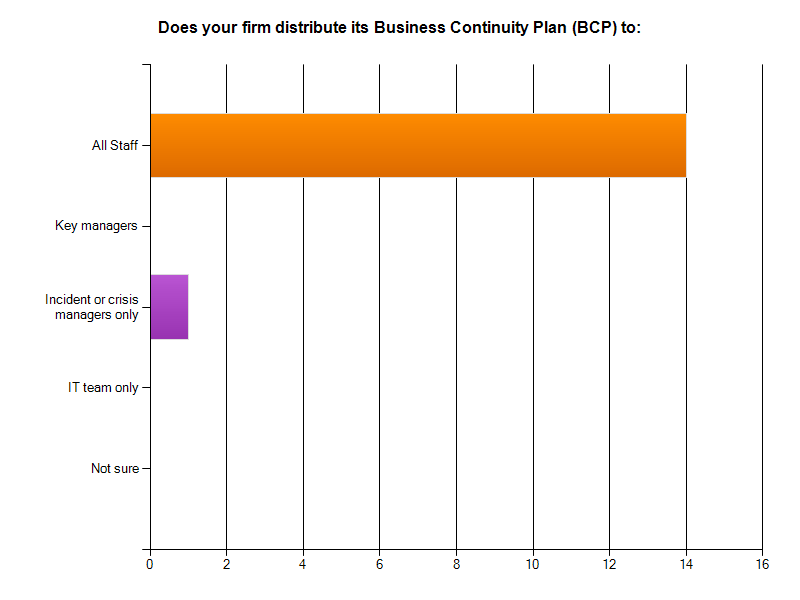 Does your firm distribute its Business Continuity Plan (BCP) to:
All Staff
Key managers
Incident or crisis
managers only
IT team only
Not sure
0 2 4 6 8 10 12 14 16